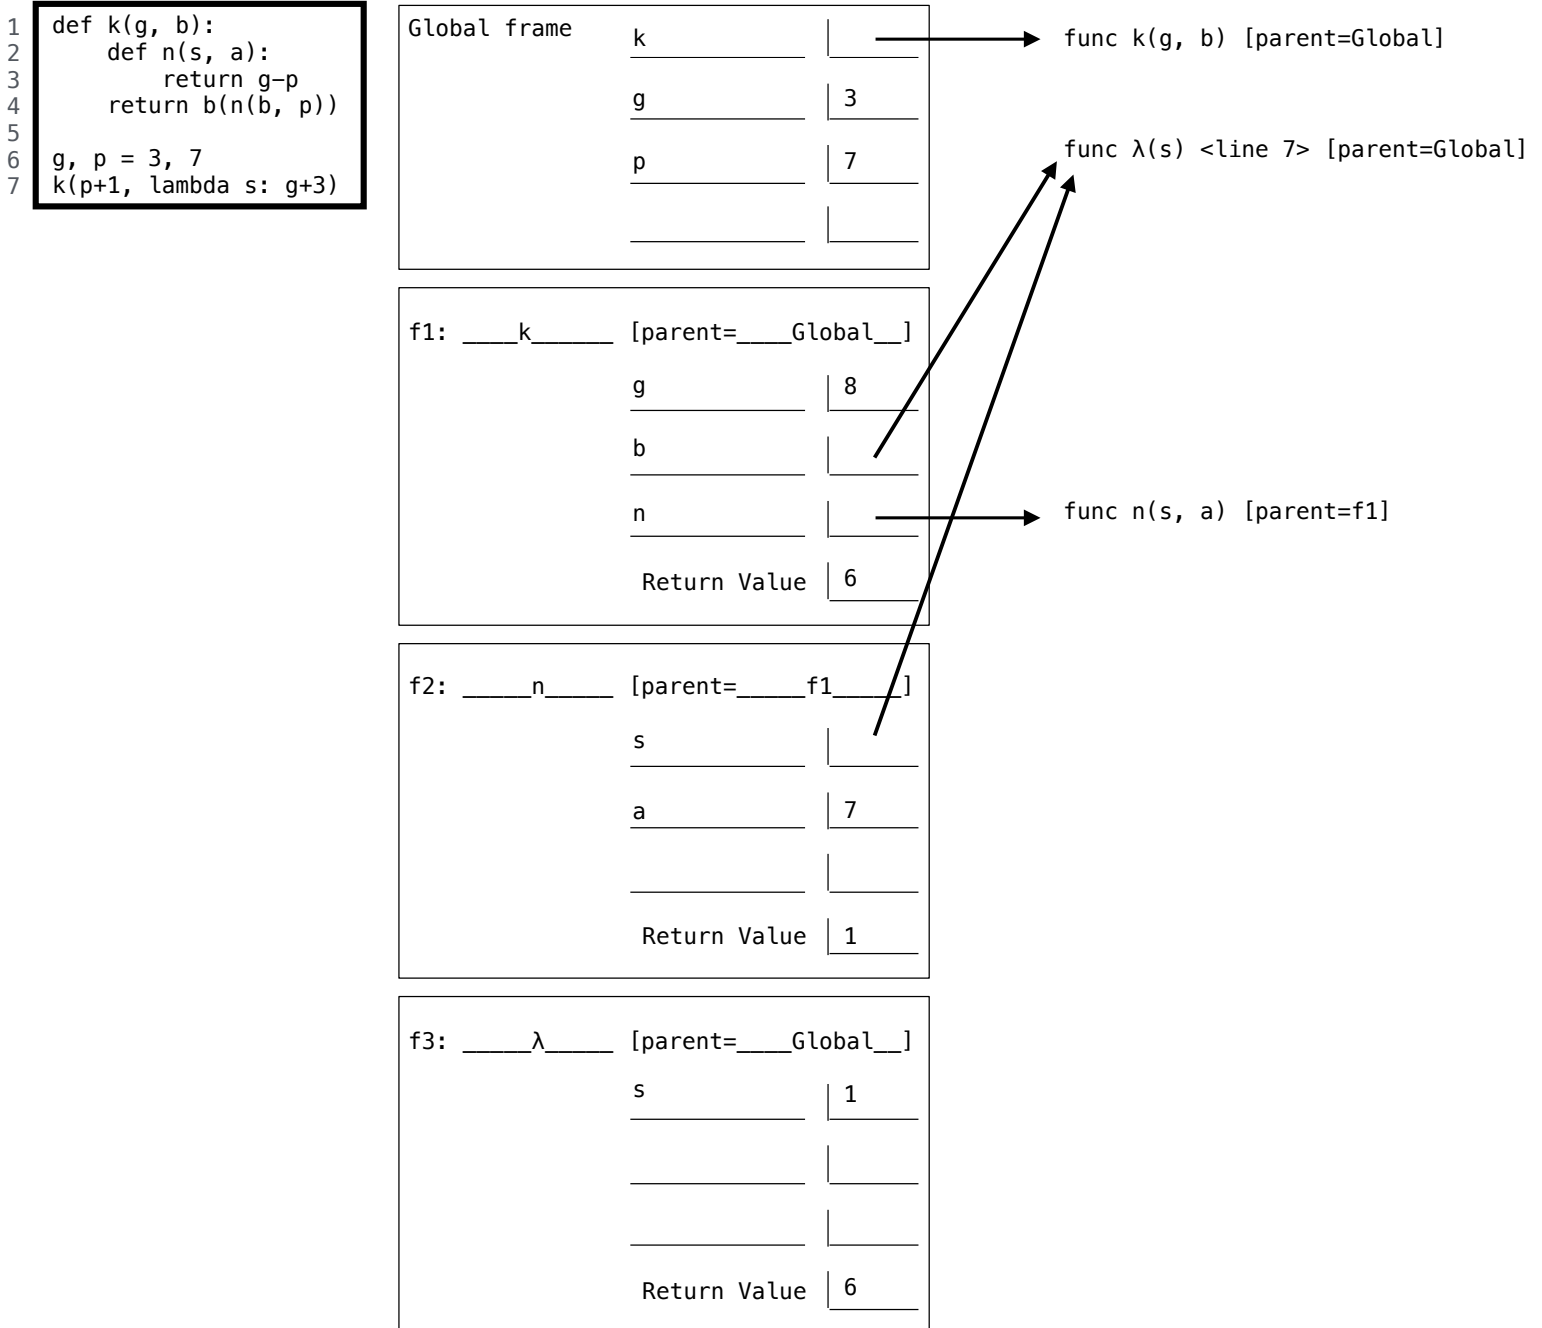 1 def k(g, b):
2     def n(s, a):
3         return g–p
4     return b(n(b, p))
5
6 g, p = 3, 7
7 k(p+1, lambda s: g+3)
Global frame
k
func k(g, b) [parent=Global]
g 3
func λ(s) <line 7> [parent=Global]
p 7
f1: ____k______ [parent=____Global__]
g 8
b
n
func n(s, a) [parent=f1]
Return Value 6
f2: _____n_____ [parent=_____f1_____]
s
a 7
Return Value 1
f3: _____λ_____ [parent=____Global__]
s 1
Return Value 6